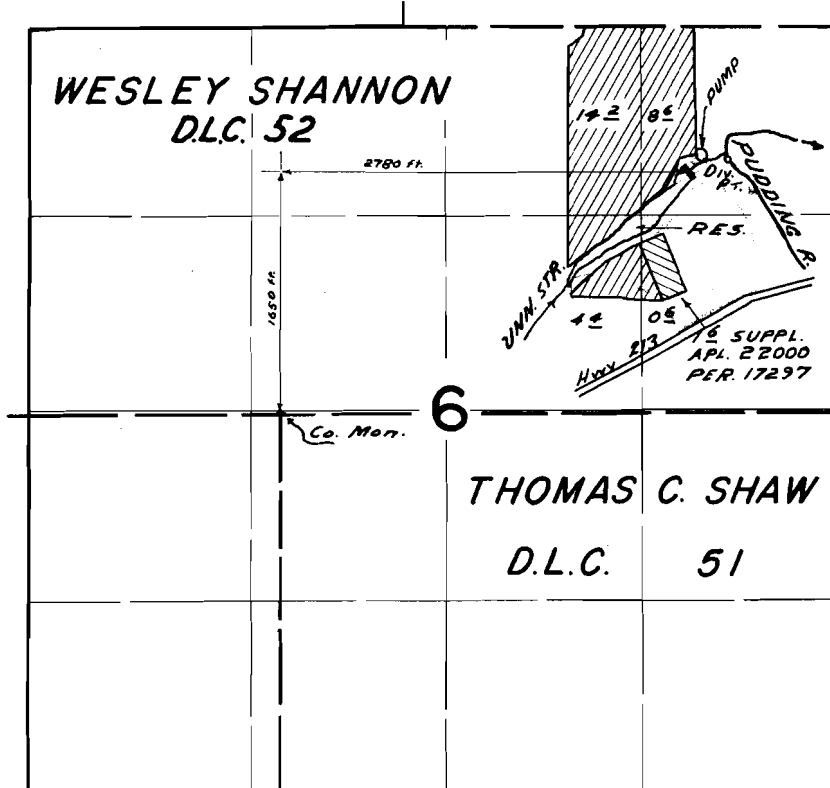 WESLEY SHANNON
D.L.C. 52
14 2
8 6
PUMP
2780 Ft.
DIV. PT.
PUDDING R.
RES.
1650 Ft.
UNN. STR.
4 4
0 6
Hwy 213
1 6 SUPPL.
APL. 22000
PER. 17297
6
Co. Mon.
THOMAS C. SHAW
D.L.C. 51